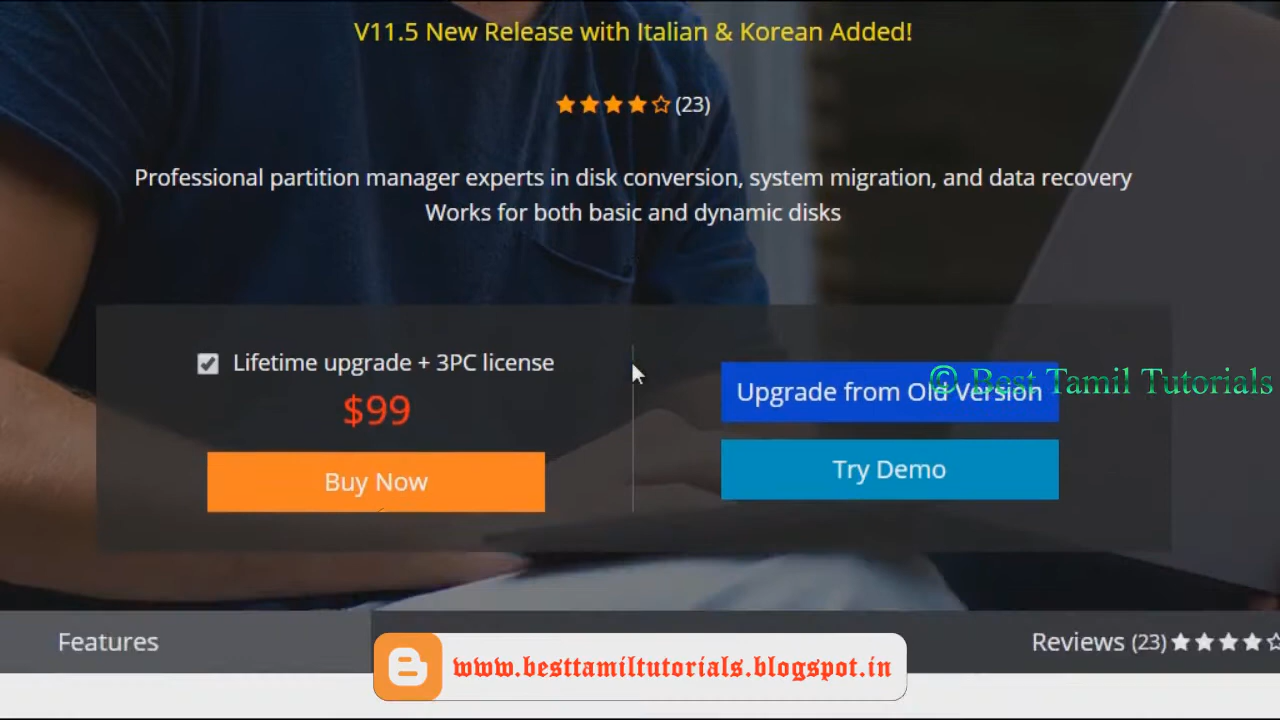 V11.5 New Release with Italian & Korean Added!
(23)
Professional partition manager experts in disk conversion, system migration, and data recovery
Works for both basic and dynamic disks
Lifetime upgrade + 3PC license
$99
Buy Now
Upgrade from Old Version
© Best Tamil Tutorials
Try Demo
Features
Reviews (23)
www.besttamiltutorials.blogspot.in